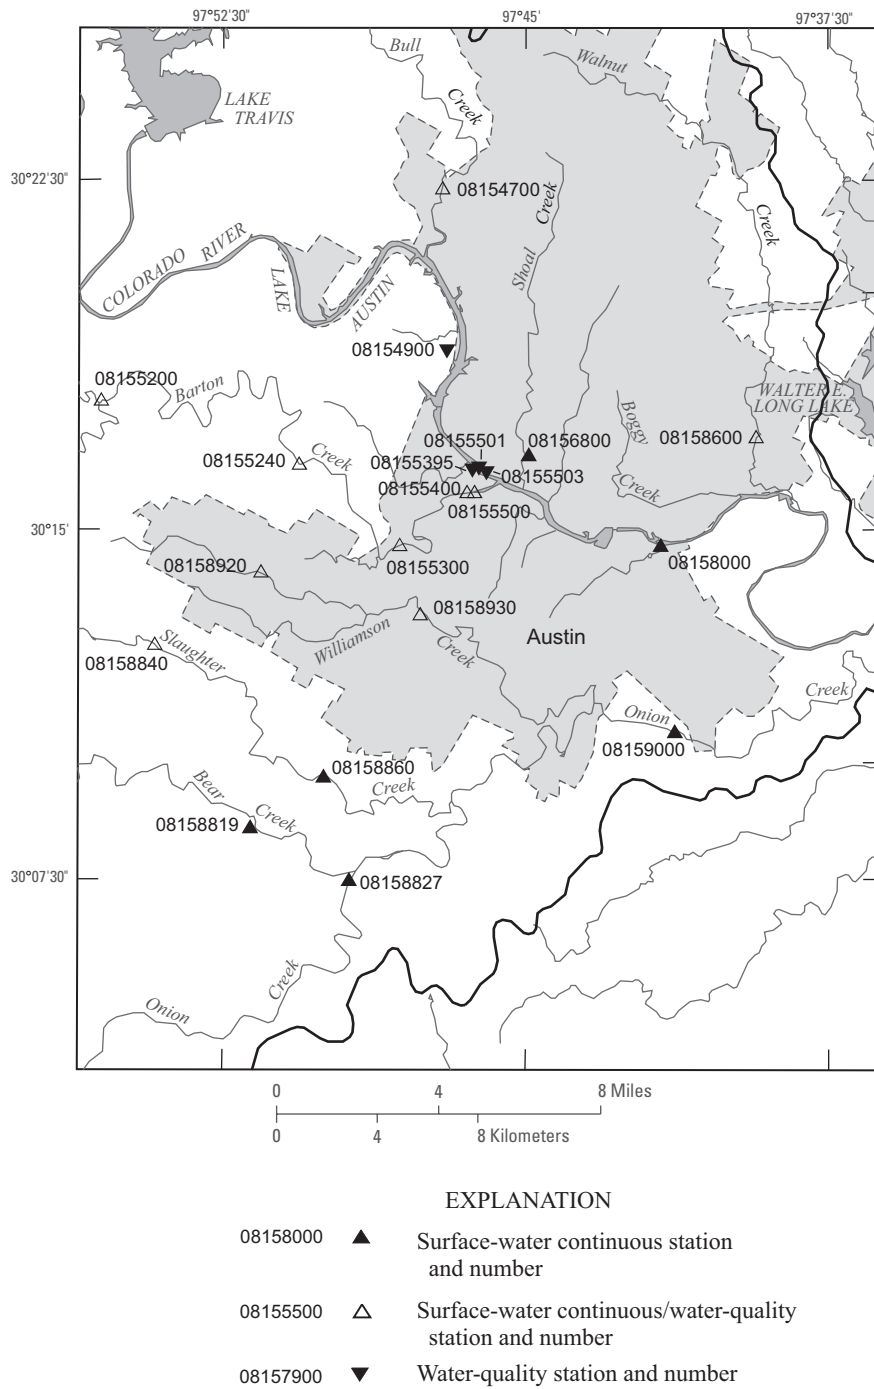 97°52'30"
97°45'
97°37'30"
Bull
Creek
Walnut
LAKE
TRAVIS
30°22'30"
08154700
Creek
Shoal
Creek
COLORADO
RIVER
LAKE
AUSTIN
08154900
08155200
Barton
WALTER E.
LONG LAKE
Boggy
08155501
08156800
08158600
08155240
Creek
08155395
08155503
08155400
08155500
Creek
30°15'
08155300
08158000
08158920
08158930
Williamson
Creek
Austin
Slaughter
08158840
Creek
Onion
08159000
08158860
Creek
Bear
Creek
08158819
30°07'30"
08158827
Creek
Onion
0
4
8 Miles
0
4
8 Kilometers
EXPLANATION
08158000
Surface-water continuous station
and number
08155500
Surface-water continuous/water-quality
station and number
08157900
Water-quality station and number